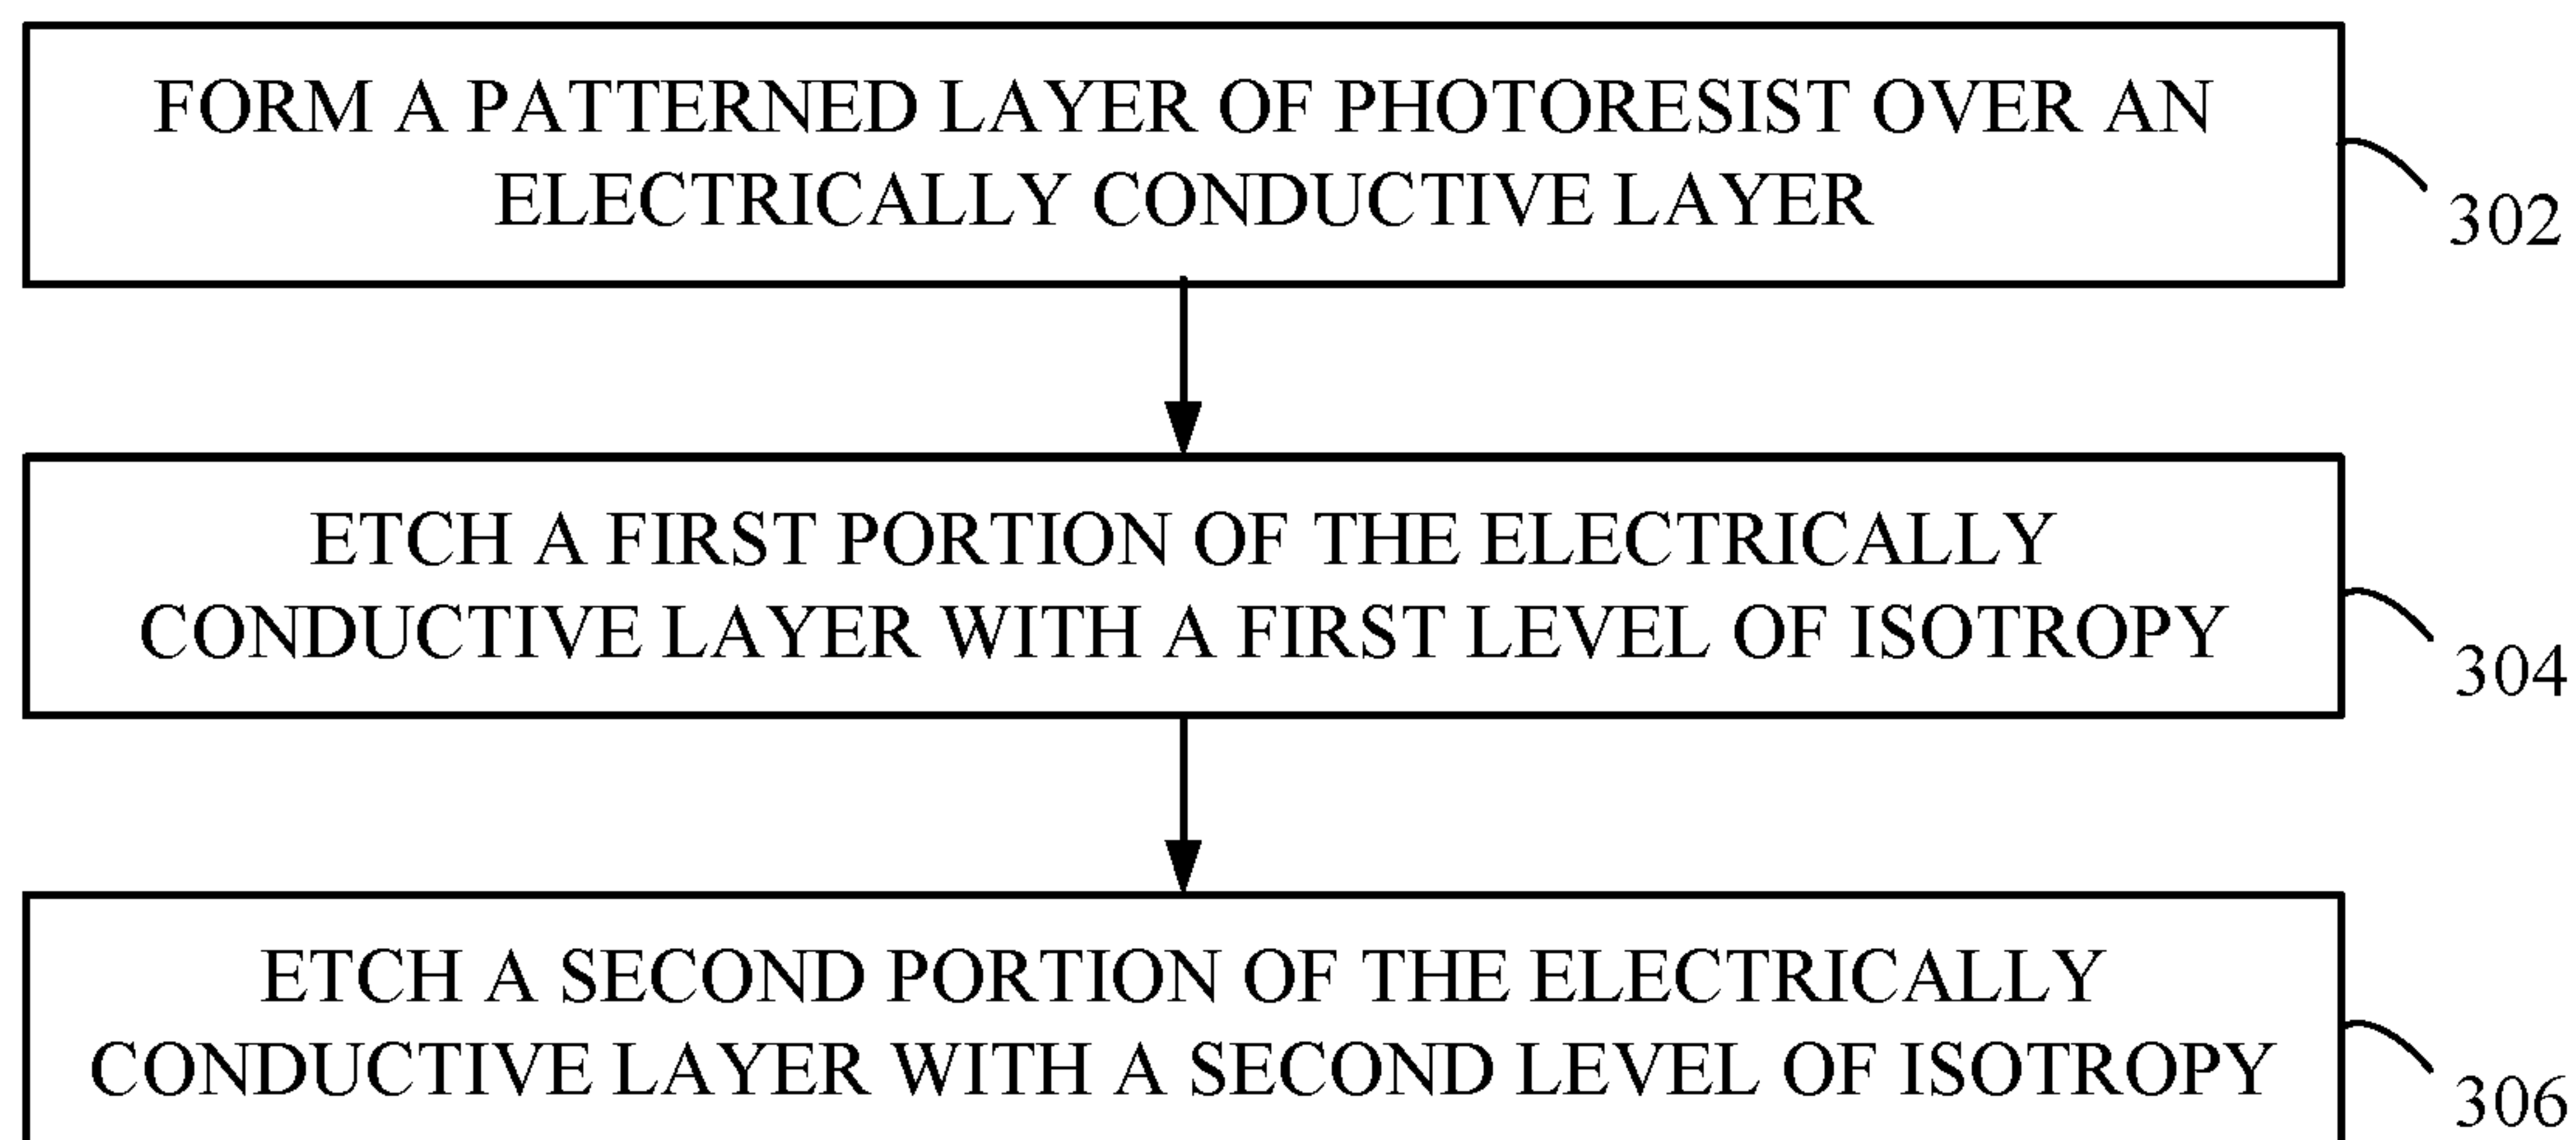 FORM A PATTERNED LAYER OF PHOTORESIST OVER AN
ELECTRICALLY CONDUCTIVE LAYER
302
ETCH A FIRST PORTION OF THE ELECTRICALLY
CONDUCTIVE LAYER WITH A FIRST LEVEL OF ISOTROPY
304
ETCH A SECOND PORTION OF THE ELECTRICALLY
CONDUCTIVE LAYER WITH A SECOND LEVEL OF ISOTROPY
306